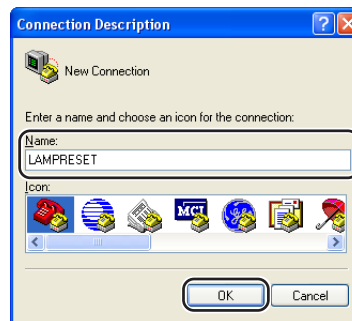 Connection Description
New Connection
Enter a name and choose an icon for the connection:
Name:
LAMPRESET
Icon:
MCI
OK Cancel